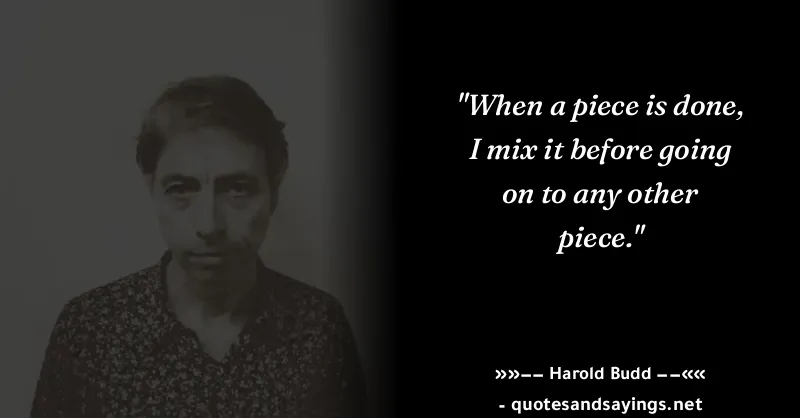 "When a piece is done,
I mix it before going
on to any other
piece."
»»−− Harold Budd −−««
- quotesandsayings.net